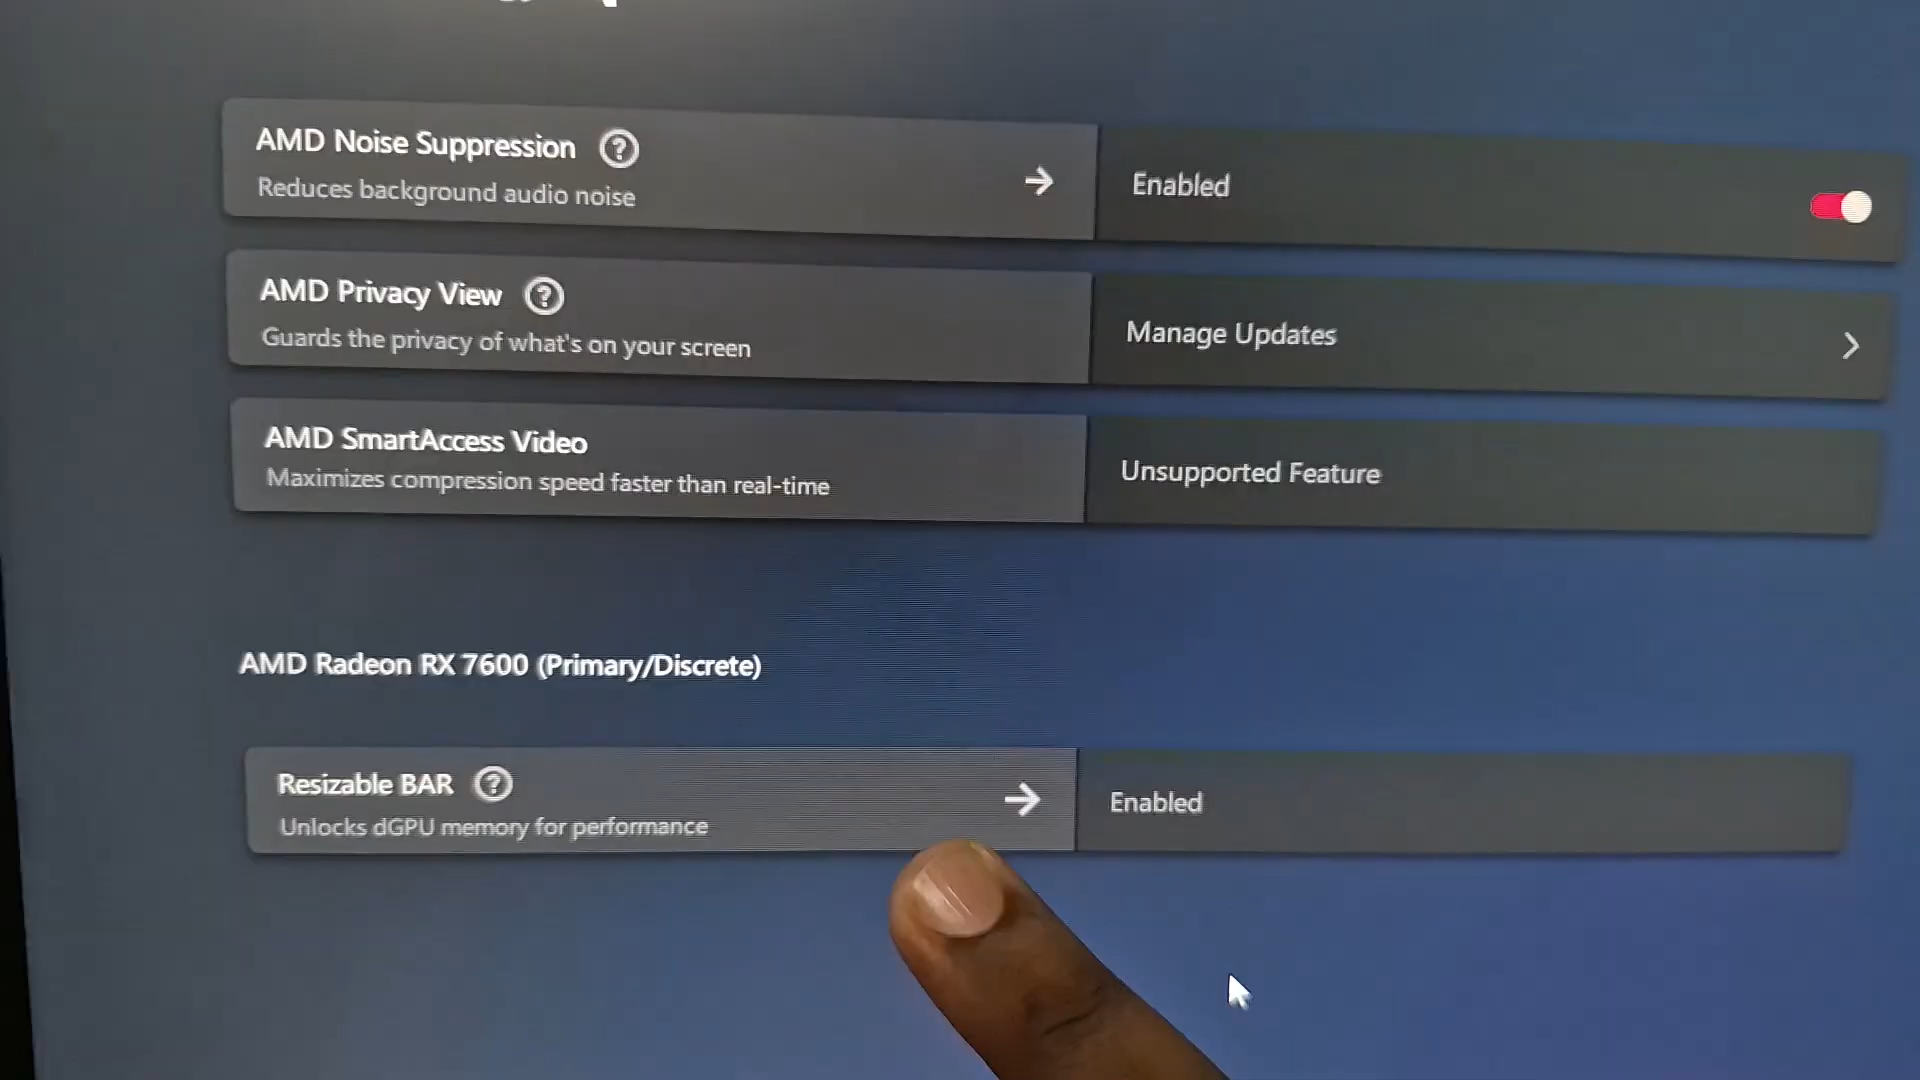 AMD Noise Suppression ?
Reduces background audio noise
Enabled
AMD Privacy View ?
Guards the privacy of what's on your screen
Manage Updates
AMD SmartAccess Video
Maximizes compression speed faster than real-time
Unsupported Feature
AMD Radeon RX 7600 (Primary/Discrete)
Resizable BAR ?
Unlocks dGPU memory for performance
Enabled